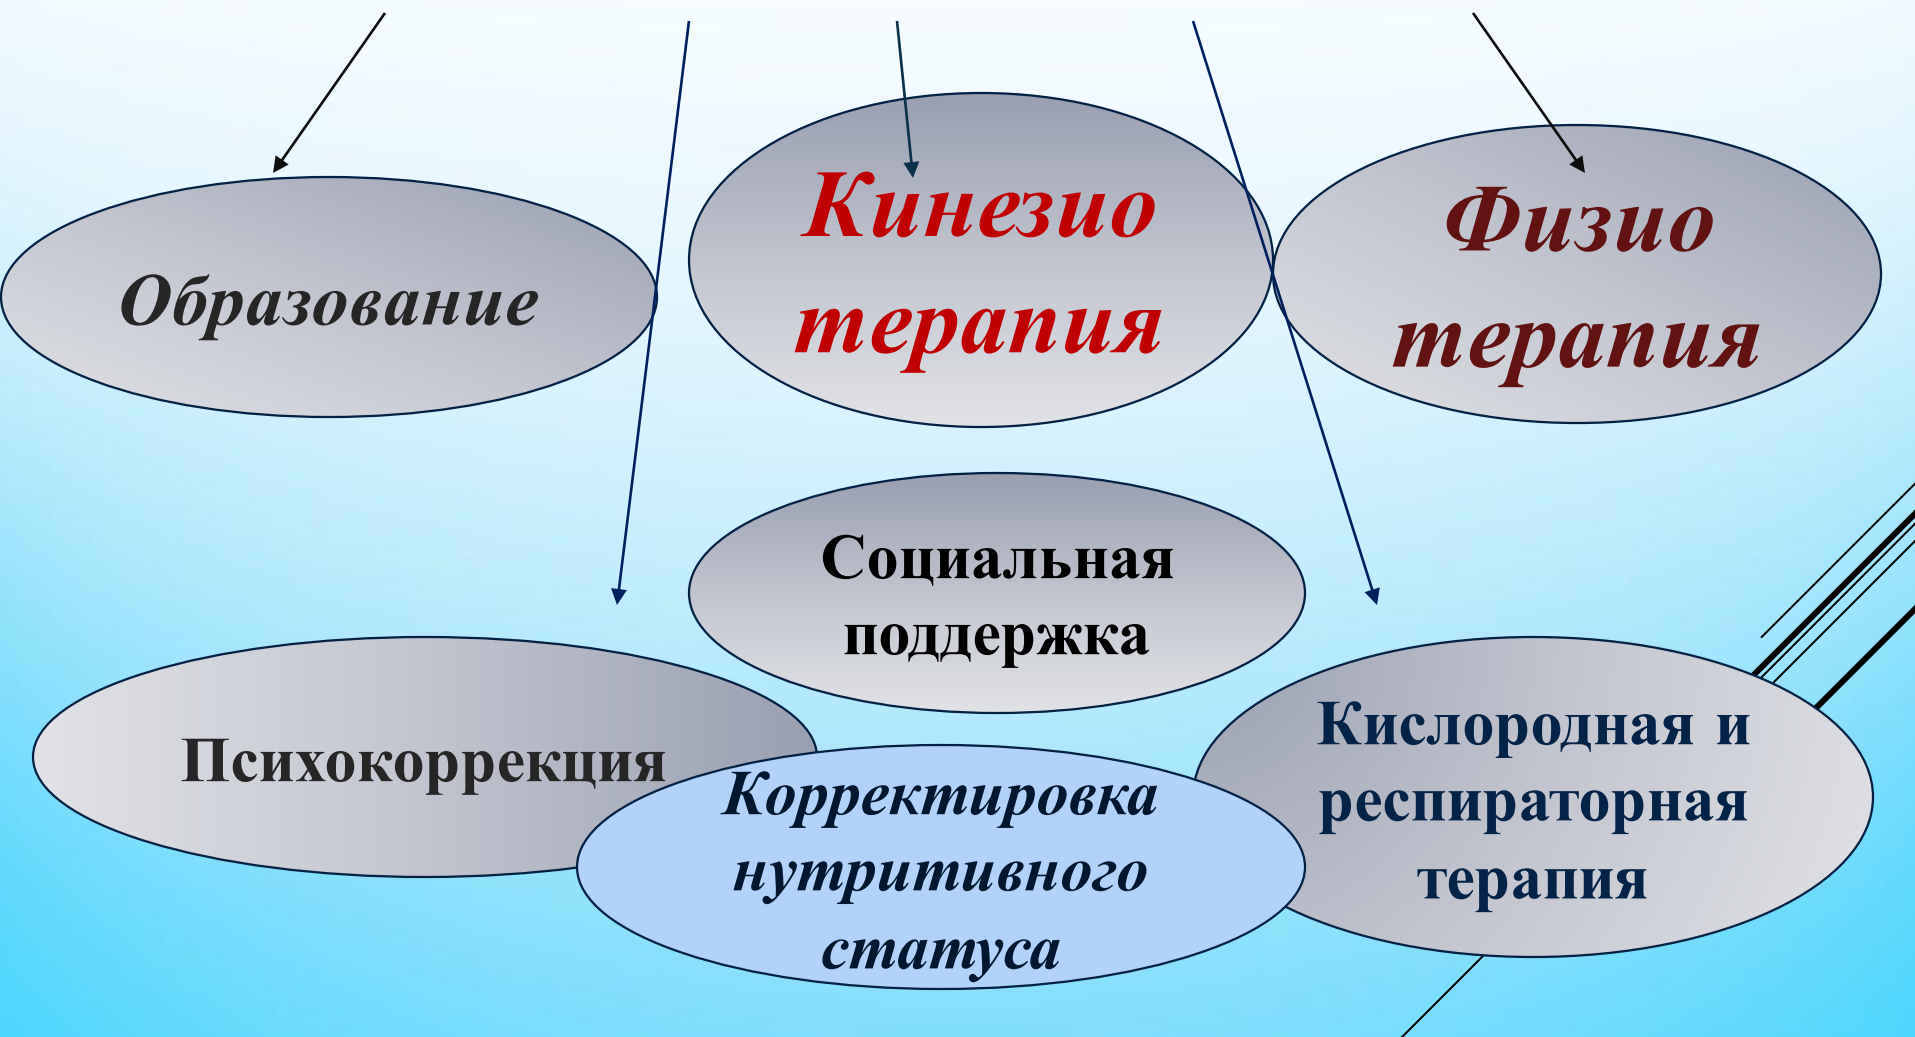 Образование
Кинезио
терапия
Физио
терапия
Социальная
поддержка
Психокоррекция
Корректировка
нутритивного
статуса
Кислородная и
респираторная
терапия